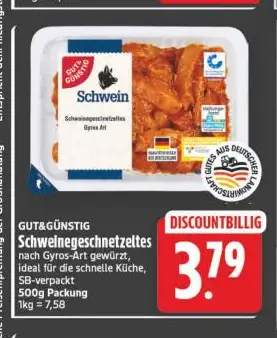 GUT&
GÜNSTIG
Schwein
Schweinegeschnetzeltes
Gyros Art
GUTES AUS DEUTSCHER LANDWIRTSCHAFT
GUT&GÜNSTIG
Schweinegeschnetzeltes
nach Gyros-Art gewürzt,
ideal für die schnelle Küche,
SB-verpackt
500g Packung
1kg = 7,58
DISCOUNTBILLIG
3.79